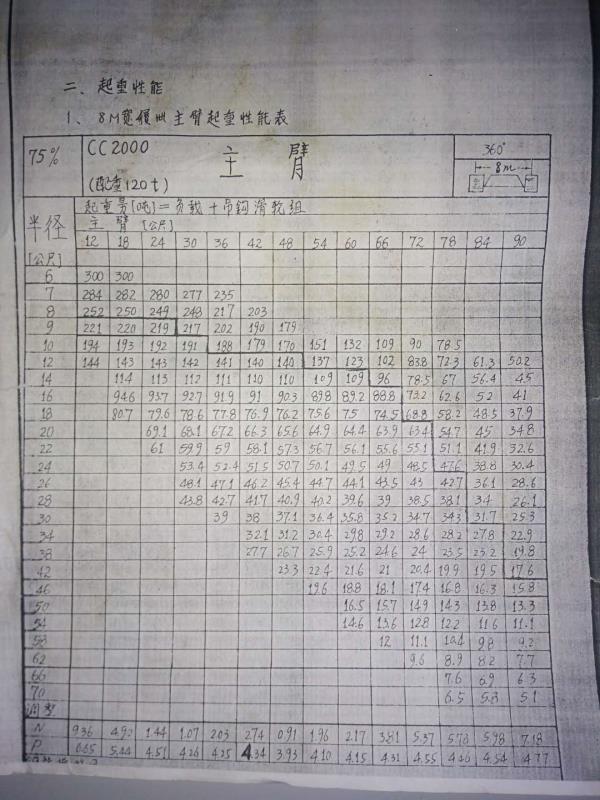 二、起重性能
1、8M宽履带主臂起重性能表
75% CC2000 主臂 360°
(配重120t) 8m
起重量[吨]=负载+吊钩滑轮组
半径 主臂 [公尺]
[公尺] 12 18 24 30 36 42 48 54 60 66 72 78 84 90
6 300 300
7 284 282 280 277 235
8 252 250 249 248 217 203
9 221 220 219 217 202 190 179
10 194 193 192 191 188 179 170 151 132 109 90 78.5
12 144 143 143 142 141 140 140 137 123 102 83.8 72.3 61.3 50.2
14 114 113 112 111 110 110 109 109 96 78.5 67 56.4 45
16 94.6 93.7 92.7 91.9 91 90.3 89.8 89.2 88.8 73.2 62.6 52 41
18 80.7 79.6 78.6 77.8 76.9 76.2 75.6 75 74.5 68.8 58.2 48.5 37.9
20 69.1 68.1 67.2 66.3 65.6 64.9 64.4 63.9 63.4 54.7 45 34.8
22 61 59.9 59 58.1 57.3 56.7 56.1 55.6 55.1 51.1 41.9 32.6
24 53.4 52.4 51.5 50.7 50.1 49.5 49 48.5 47.6 38.8 30.4
26 48.1 47.1 46.2 45.4 44.7 44.1 43.5 43 42.7 36.1 28.6
28 43.8 42.7 41.7 40.9 40.2 39.6 39 38.5 38.1 34 26.1
30 39 38 37.1 36.4 35.8 35.2 34.7 34.3 31.7 25.3
34 32.1 31.2 30.4 29.8 29.2 28.6 28.2 27.8 22.9
38 27.7 26.7 25.9 25.2 24.6 24 23.5 23.2 19.8
42 23.3 22.4 21.6 21 20.4 19.9 19.5 17.6
46 19.6 18.8 18.1 17.4 16.8 16.3 15.8
50 16.5 15.7 14.9 14.3 13.8 13.3
54 14.6 13.6 12.8 12.2 11.6 11.1
58 12 11.1 10.4 9.8 9.2
62 9.6 8.9 8.2 7.7
66 7.6 6.9 6.3
70 6.5 5.8 5.1
调整
N 9.36 4.90 1.44 1.07 2.03 2.74 0.91 1.96 2.17 3.81 5.37 5.78 5.98 7.18
P 6.65 5.44 4.51 4.26 4.25 4.34 3.93 4.10 4.15 4.31 4.55 4.46 4.54 4.77